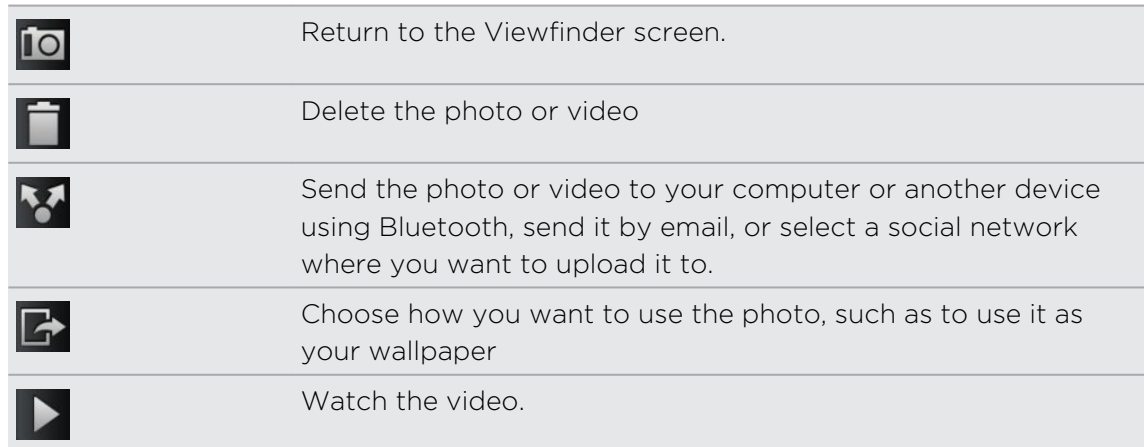 Return to the Viewfinder screen.
Delete the photo or video
Send the photo or video to your computer or another device
using Bluetooth, send it by email, or select a social network
where you want to upload it to.
Choose how you want to use the photo, such as to use it as
your wallpaper
Watch the video.